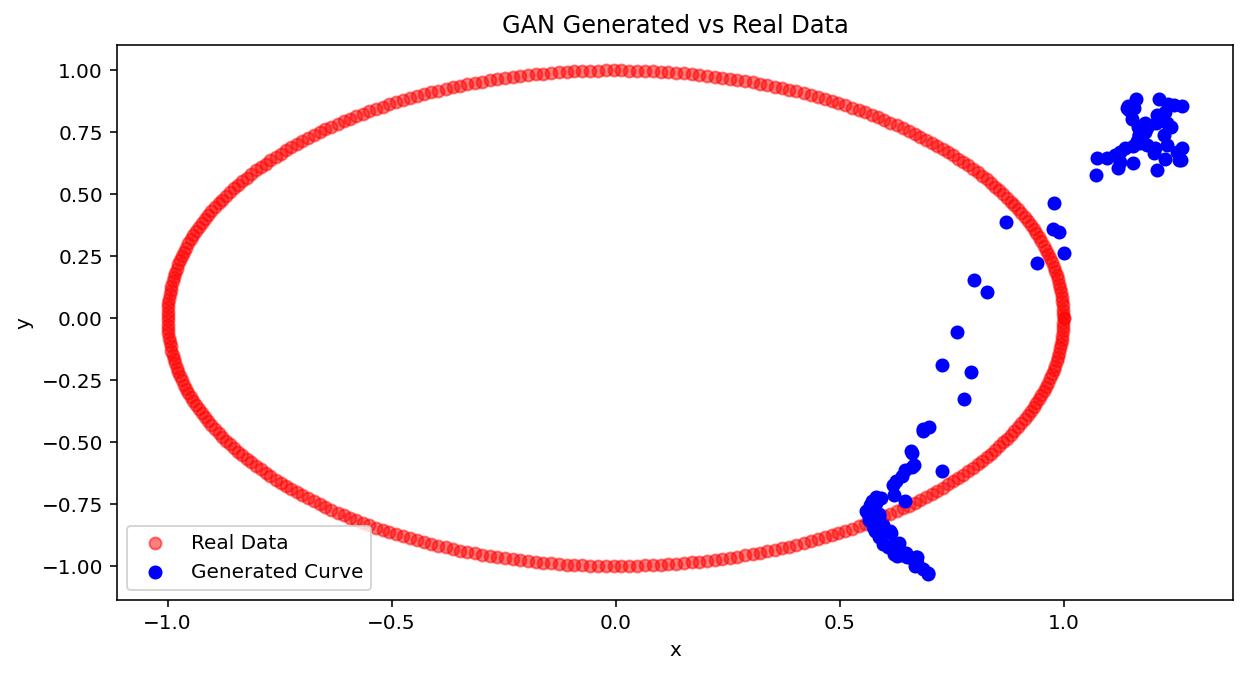 GAN Generated vs Real Data
1.00
0.75
0.50
0.25
0.00
−0.25
−0.50
−0.75
−1.00
y
Real Data
Generated Curve
−1.0 −0.5 0.0 0.5 1.0
x